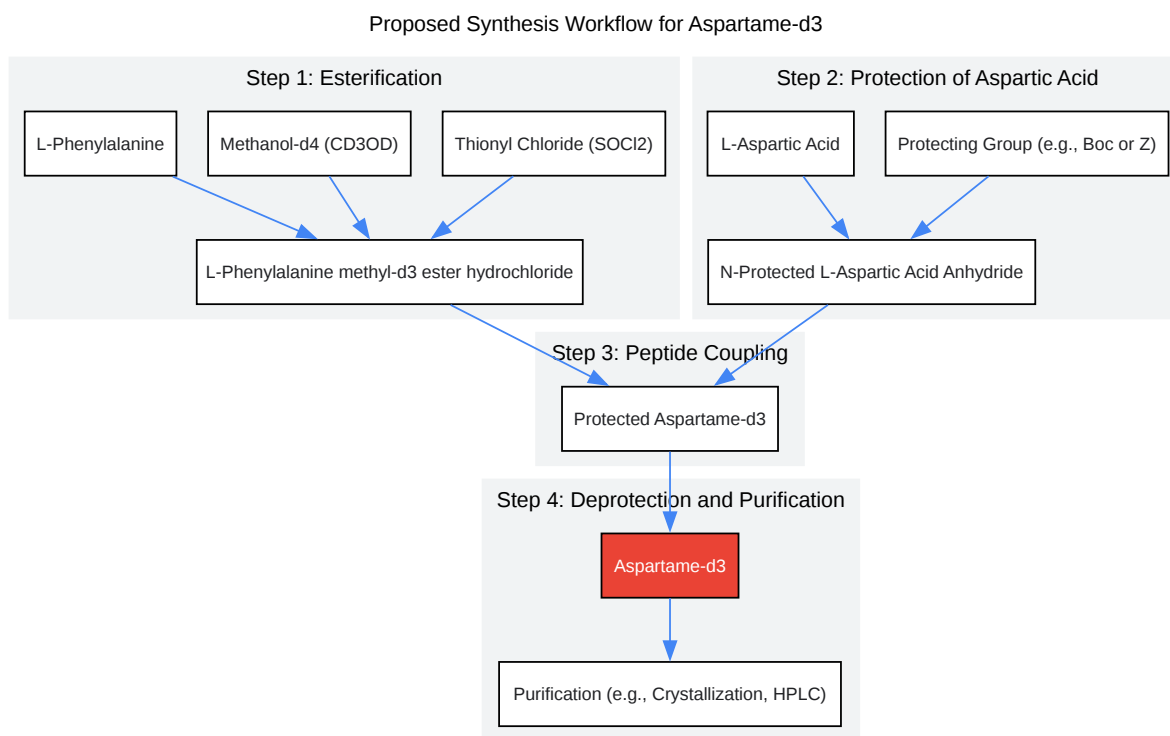 Proposed Synthesis Workflow for Aspartame-d3
Step 1: Esterification
Step 2: Protection of Aspartic Acid
L-Phenylalanine
Methanol-d4 (CD3OD)
Thionyl Chloride (SOCl2)
L-Aspartic Acid
Protecting Group (e.g., Boc or Z)
L-Phenylalanine methyl-d3 ester hydrochloride
N-Protected L-Aspartic Acid Anhydride
Step 3: Peptide Coupling
Protected Aspartame-d3
Step 4: Deprotection and Purification
Aspartame-d3
Purification (e.g., Crystallization, HPLC)